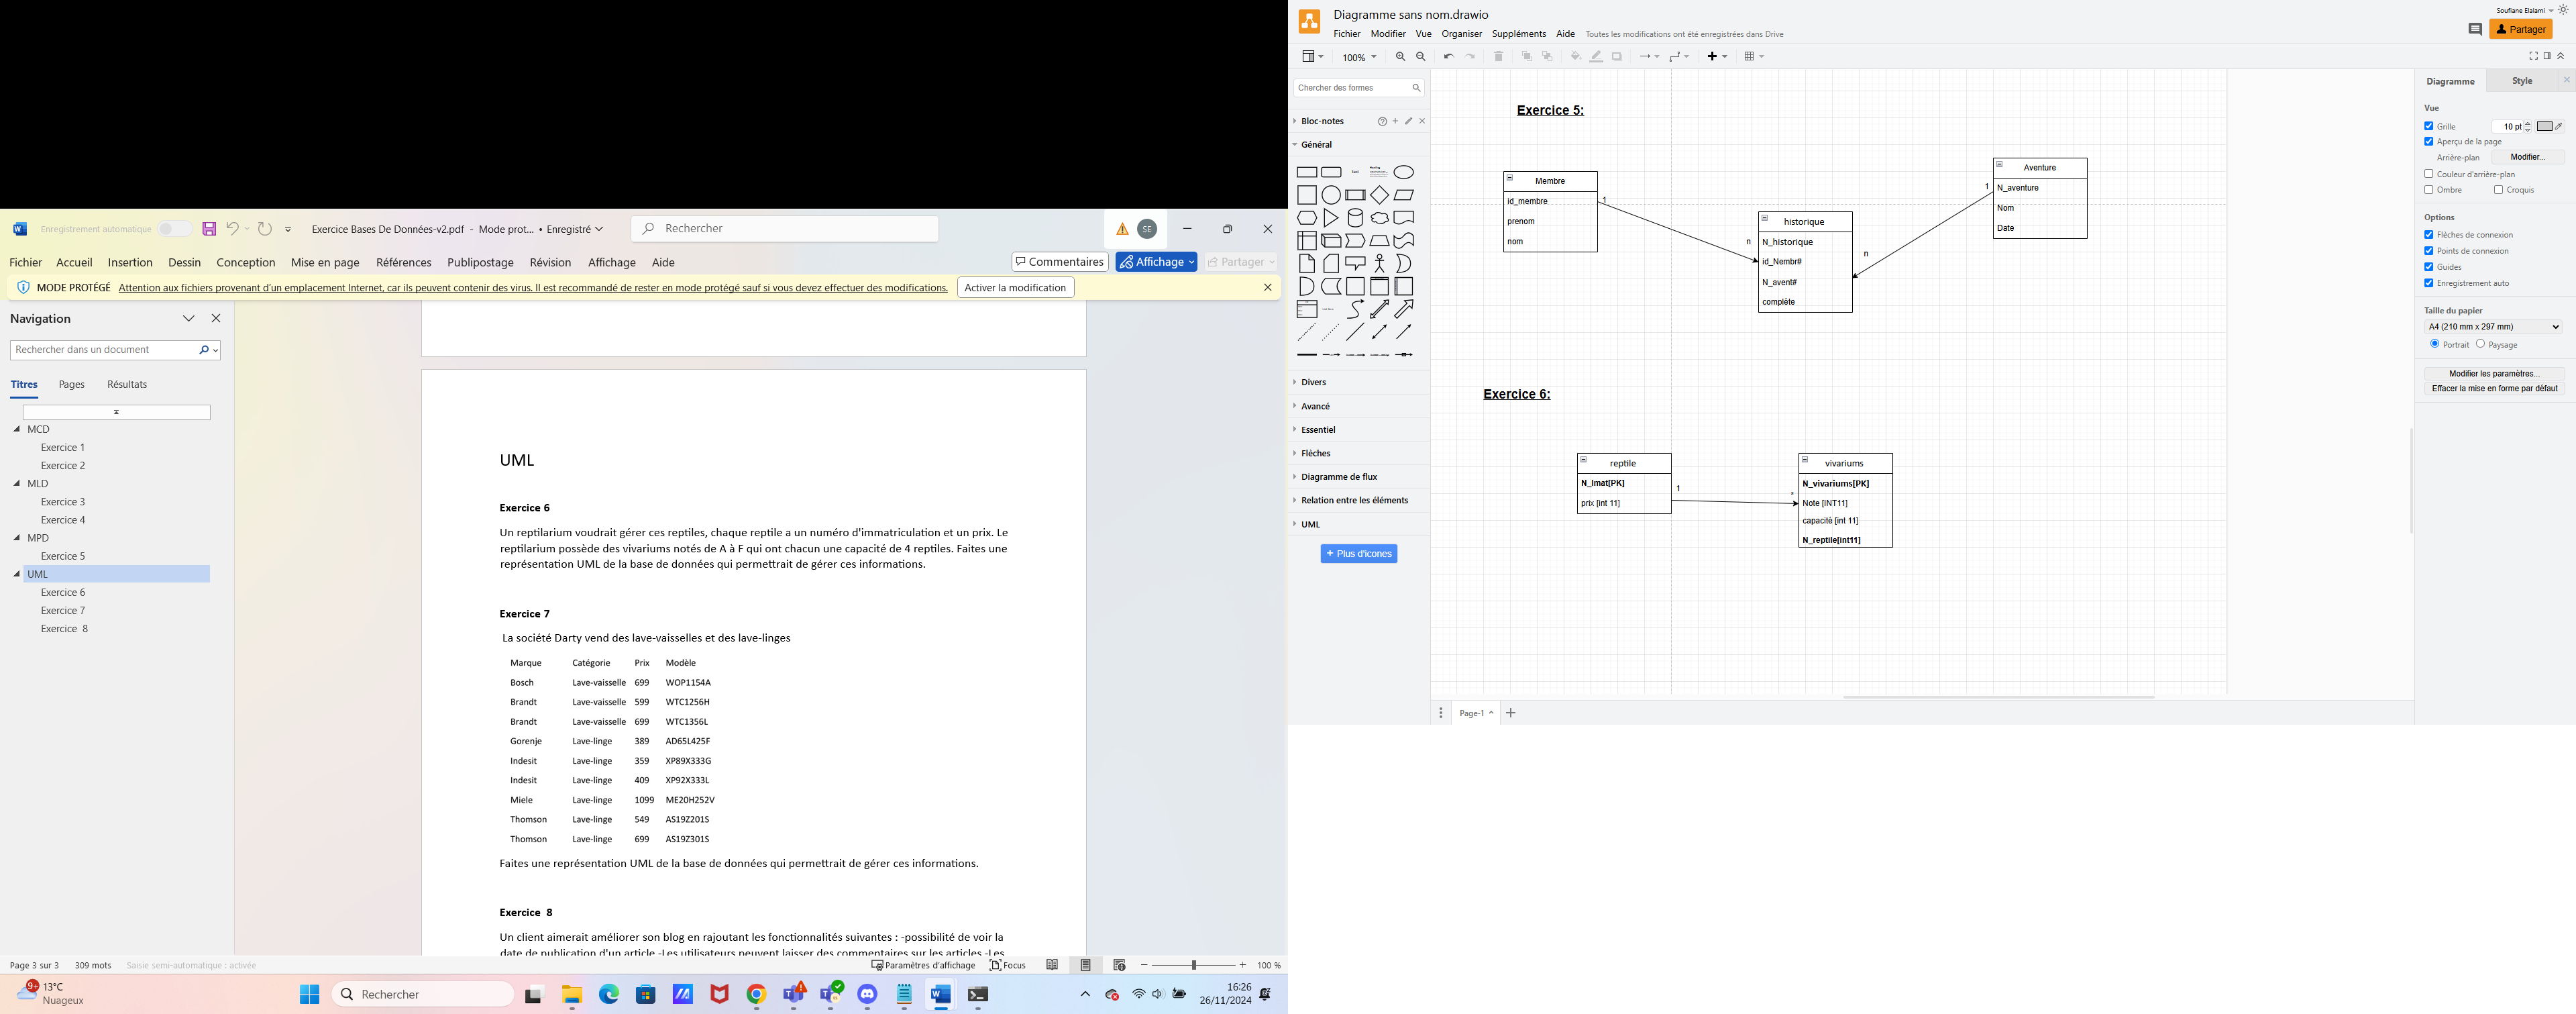 Enregistrement automatique
Exercice Bases De Données-v2.pdf - Mode prot... • Enregistré
Rechercher
SE
Fichier Accueil Insertion Dessin Conception Mise en page Références Publipostage Révision Affichage Aide
Commentaires Affichage Partager
MODE PROTÉGÉ Attention aux fichiers provenant d'un emplacement Internet, car ils peuvent contenir des virus. Il est recommandé de rester en mode protégé sauf si vous devez effectuer des modifications. Activer la modification
Navigation
Rechercher dans un document
Titres Pages Résultats
MCD
Exercice 1
Exercice 2
MLD
Exercice 3
Exercice 4
MPD
Exercice 5
UML
Exercice 6
Exercice 7
Exercice 8
UML
Exercice 6
Un reptilarium voudrait gérer ces reptiles, chaque reptile a un numéro d'immatriculation et un prix. Le
reptilarium possède des vivariums notés de A à F qui ont chacun une capacité de 4 reptiles. Faites une
représentation UML de la base de données qui permettrait de gérer ces informations.
Exercice 7
La société Darty vend des lave-vaisselles et des lave-linges
Marque Catégorie Prix Modèle
Bosch Lave-vaisselle 699 WOP1154A
Brandt Lave-vaisselle 599 WTC1256H
Brandt Lave-vaisselle 699 WTC1356L
Gorenje Lave-linge 389 AD65L425F
Indesit Lave-linge 359 XP89X333G
Indesit Lave-linge 409 XP92X333L
Miele Lave-linge 1099 ME20H252V
Thomson Lave-linge 549 AS19Z201S
Thomson Lave-linge 699 AS19Z301S
Faites une représentation UML de la base de données qui permettrait de gérer ces informations.
Exercice 8
Un client aimerait améliorer son blog en rajoutant les fonctionnalités suivantes : -possibilité de voir la
date de publication d'un article -Les utilisateurs peuvent laisser des commentaires sur les articles -Les
Page 3 sur 3 309 mots Saisie semi-automatique : activée
Paramètres d'affichage Focus 100 %
9+
13°C
Nuageux
Rechercher
16:26
26/11/2024
Diagramme sans nom.drawio
Soufiane Elalami
Fichier Modifier Vue Organiser Suppléments Aide Toutes les modifications ont été enregistrées dans Drive
Partager
100%
Chercher des formes
Bloc-notes
Général
Divers
Avancé
Essentiel
Flèches
Diagramme de flux
Relation entre les éléments
UML
+ Plus d'icones
Exercice 5:
Membre
id_membre
prenom
nom
1
n
historique
N_historique
id_Nembr#
N_avent#
complète
n
1
Aventure
N_aventure
Nom
Date
Exercice 6:
reptile
N_Imat[PK]
prix [int 11]
1
*
vivariums
N_vivariums[PK]
Note [INT11]
capacité [int 11]
N_reptile[int11]
Page-1
Diagramme Style
Vue
Grille 10 pt
Aperçu de la page
Arrière-plan Modifier...
Couleur d'arrière-plan
Ombre Croquis
Options
Flèches de connexion
Points de connexion
Guides
Enregistrement auto
Taille du papier
A4 (210 mm x 297 mm)
Portrait Paysage
Modifier les paramètres...
Effacer la mise en forme par défaut